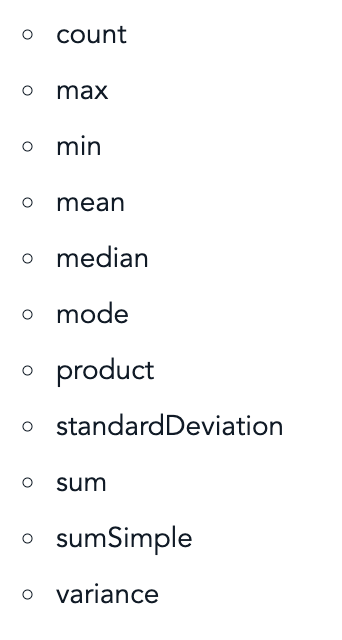 count
max
min
mean
median
mode
product
standardDeviation
sum
sumSimple
variance